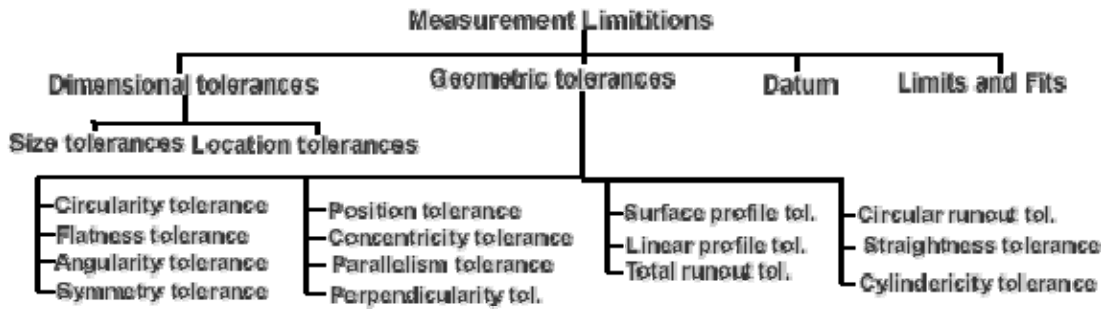 Measurement Limititions
Dimensional tolerances
Geometric tolerances
Datum
Limits and Fits
Size tolerances
Location tolerances
Circularity tolerance
Flatness tolerance
Angularity tolerance
Symmetry tolerance
Position tolerance
Concentricity tolerance
Parallelism tolerance
Perpendicularity tol.
Surface profile tol.
Linear profile tol.
Total runout tol.
Circular runout tol.
Straightness tolerance
Cylindericity tolerance